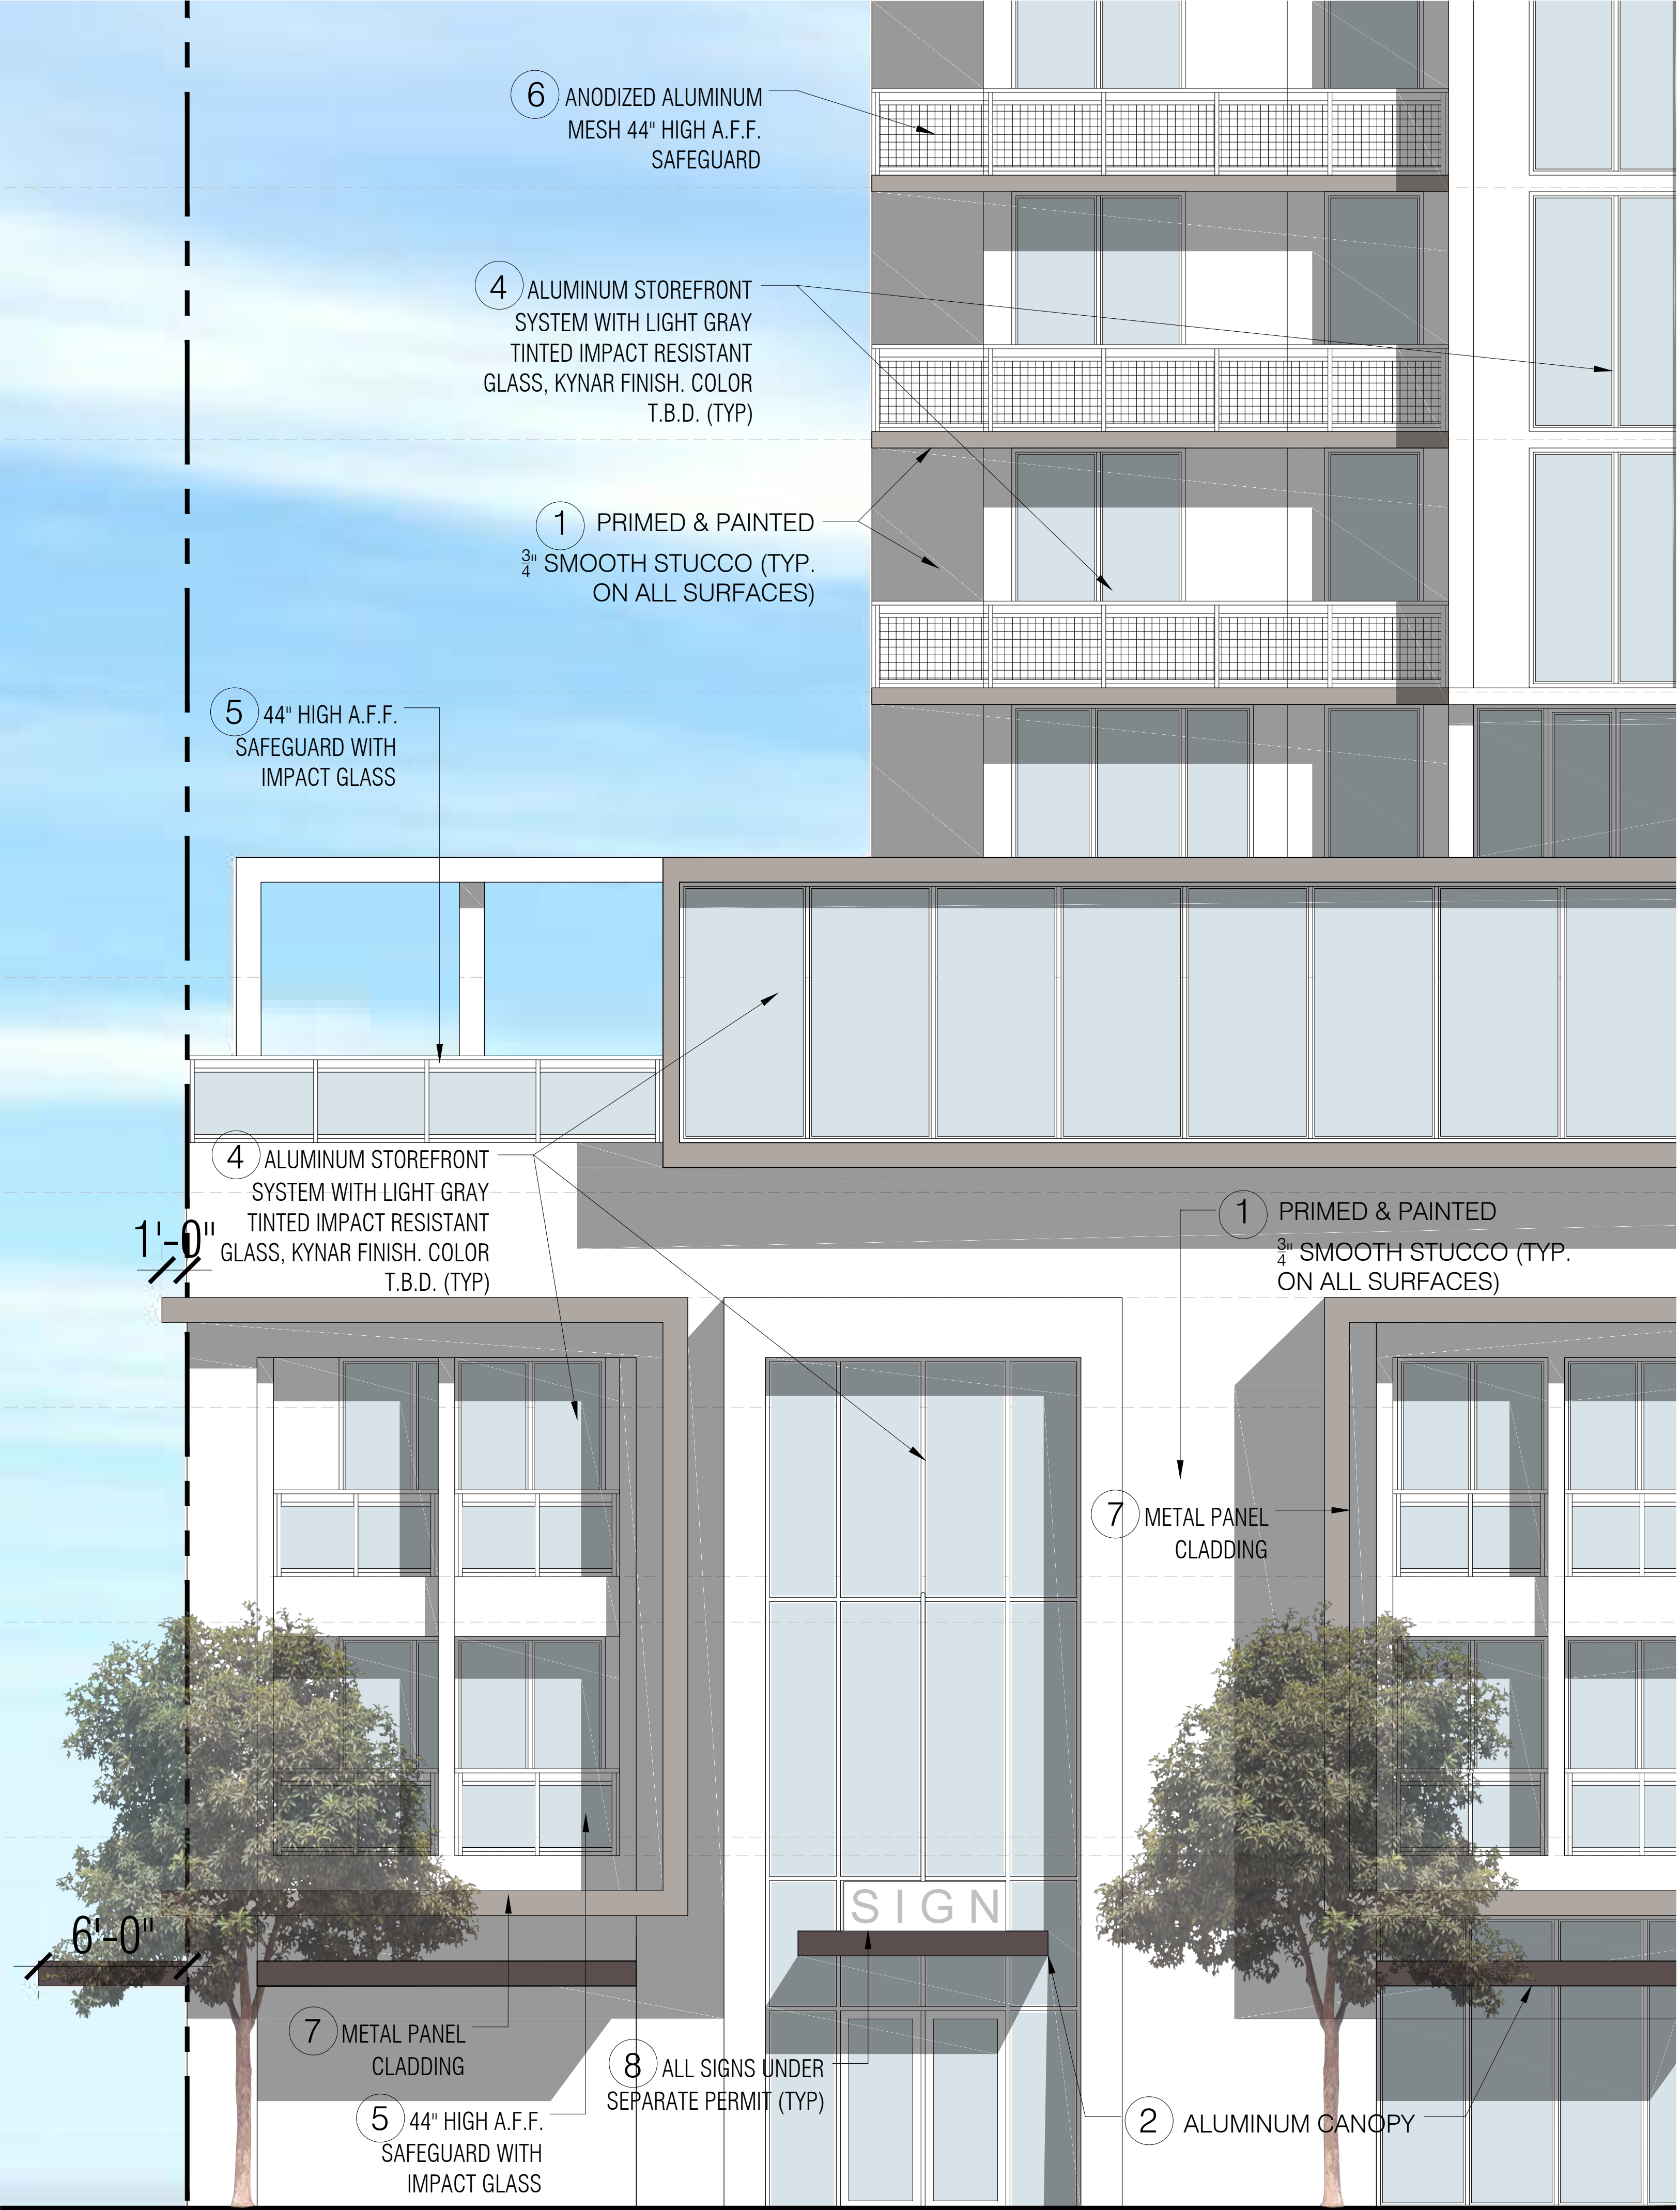 6 ANODIZED ALUMINUM
MESH 44" HIGH A.F.F.
SAFEGUARD
4 ALUMINUM STOREFRONT
SYSTEM WITH LIGHT GRAY
TINTED IMPACT RESISTANT
GLASS, KYNAR FINISH. COLOR
T.B.D. (TYP)
1 PRIMED & PAINTED
3/4" SMOOTH STUCCO (TYP.
ON ALL SURFACES)
5 44" HIGH A.F.F.
SAFEGUARD WITH
IMPACT GLASS
4 ALUMINUM STOREFRONT
SYSTEM WITH LIGHT GRAY
TINTED IMPACT RESISTANT
GLASS, KYNAR FINISH. COLOR
T.B.D. (TYP)
1'-0"
1 PRIMED & PAINTED
3/4" SMOOTH STUCCO (TYP.
ON ALL SURFACES)
7 METAL PANEL
CLADDING
SIGN
6'-0"
7 METAL PANEL
CLADDING
8 ALL SIGNS UNDER
SEPARATE PERMIT (TYP)
5 44" HIGH A.F.F.
SAFEGUARD WITH
IMPACT GLASS
2 ALUMINUM CANOPY